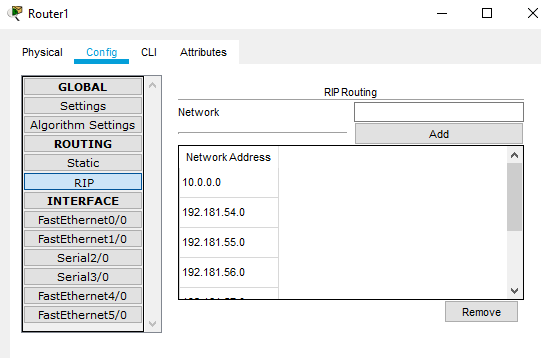 Router1
Physical Config CLI Attributes
GLOBAL
Settings
Algorithm Settings
ROUTING
Static
RIP
INTERFACE
FastEthernet0/0
FastEthernet1/0
Serial2/0
Serial3/0
FastEthernet4/0
FastEthernet5/0
RIP Routing
Network
Add
Network Address
10.0.0.0
192.181.54.0
192.181.55.0
192.181.56.0
Remove